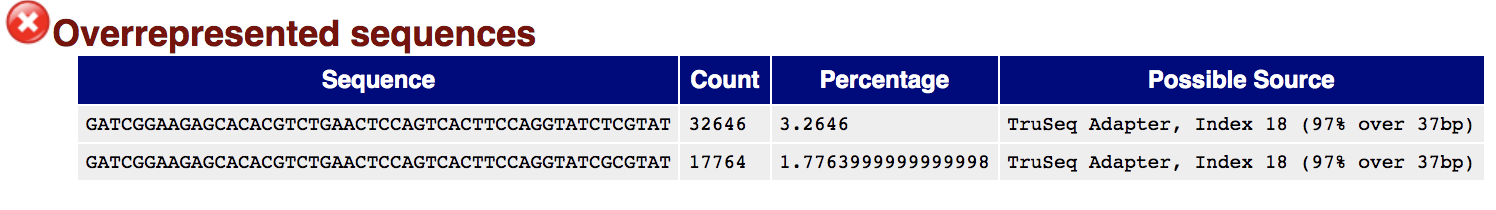 Overrepresented sequences
Sequence Count Percentage Possible Source
GATCGGAAGAGCACACGTCTGAACTCCAGTCACTTCCAGGTATCTCGTAT 32646 3.2646 TruSeq Adapter, Index 18 (97% over 37bp)
GATCGGAAGAGCACACGTCTGAACTCCAGTCACTTCCAGGTATCGCGTAT 17764 1.7763999999999998 TruSeq Adapter, Index 18 (97% over 37bp)